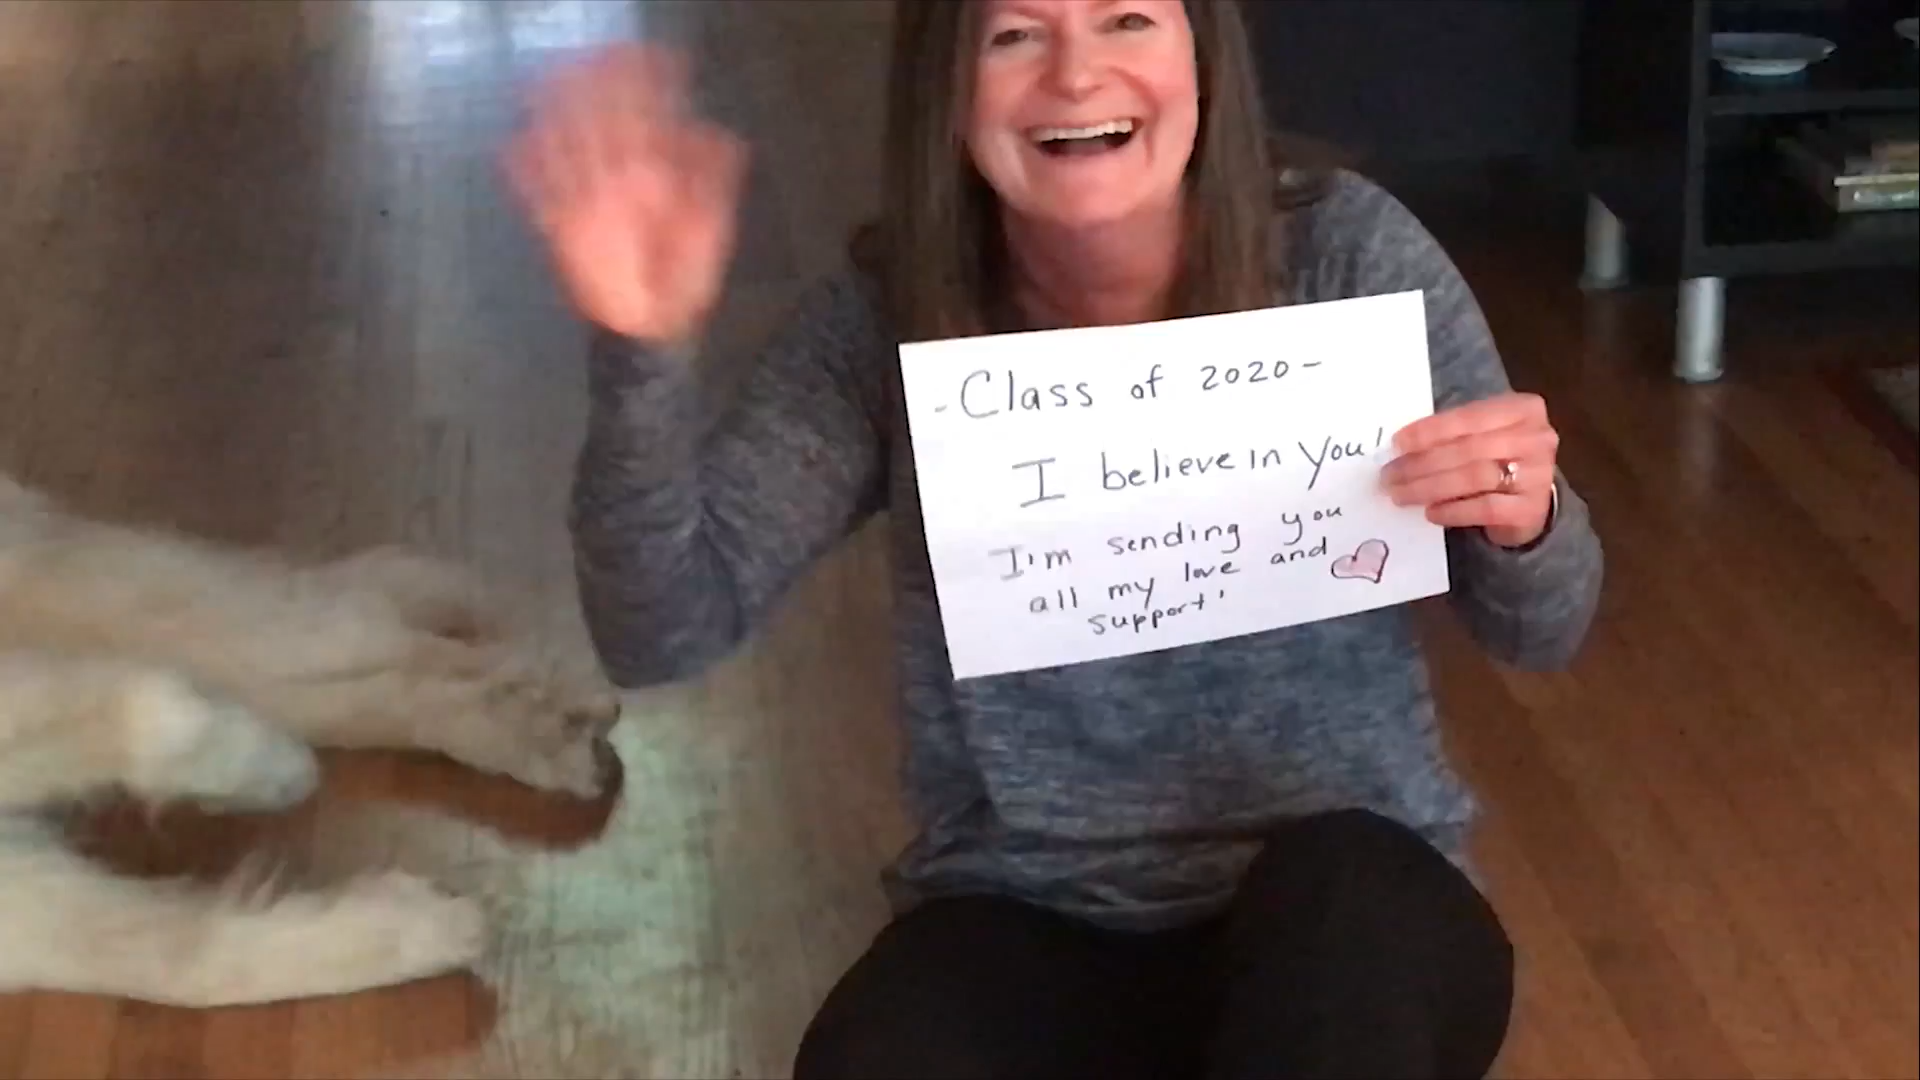 - Class of 2020 -
I believe in you!
I'm sending you
all my love and
support!